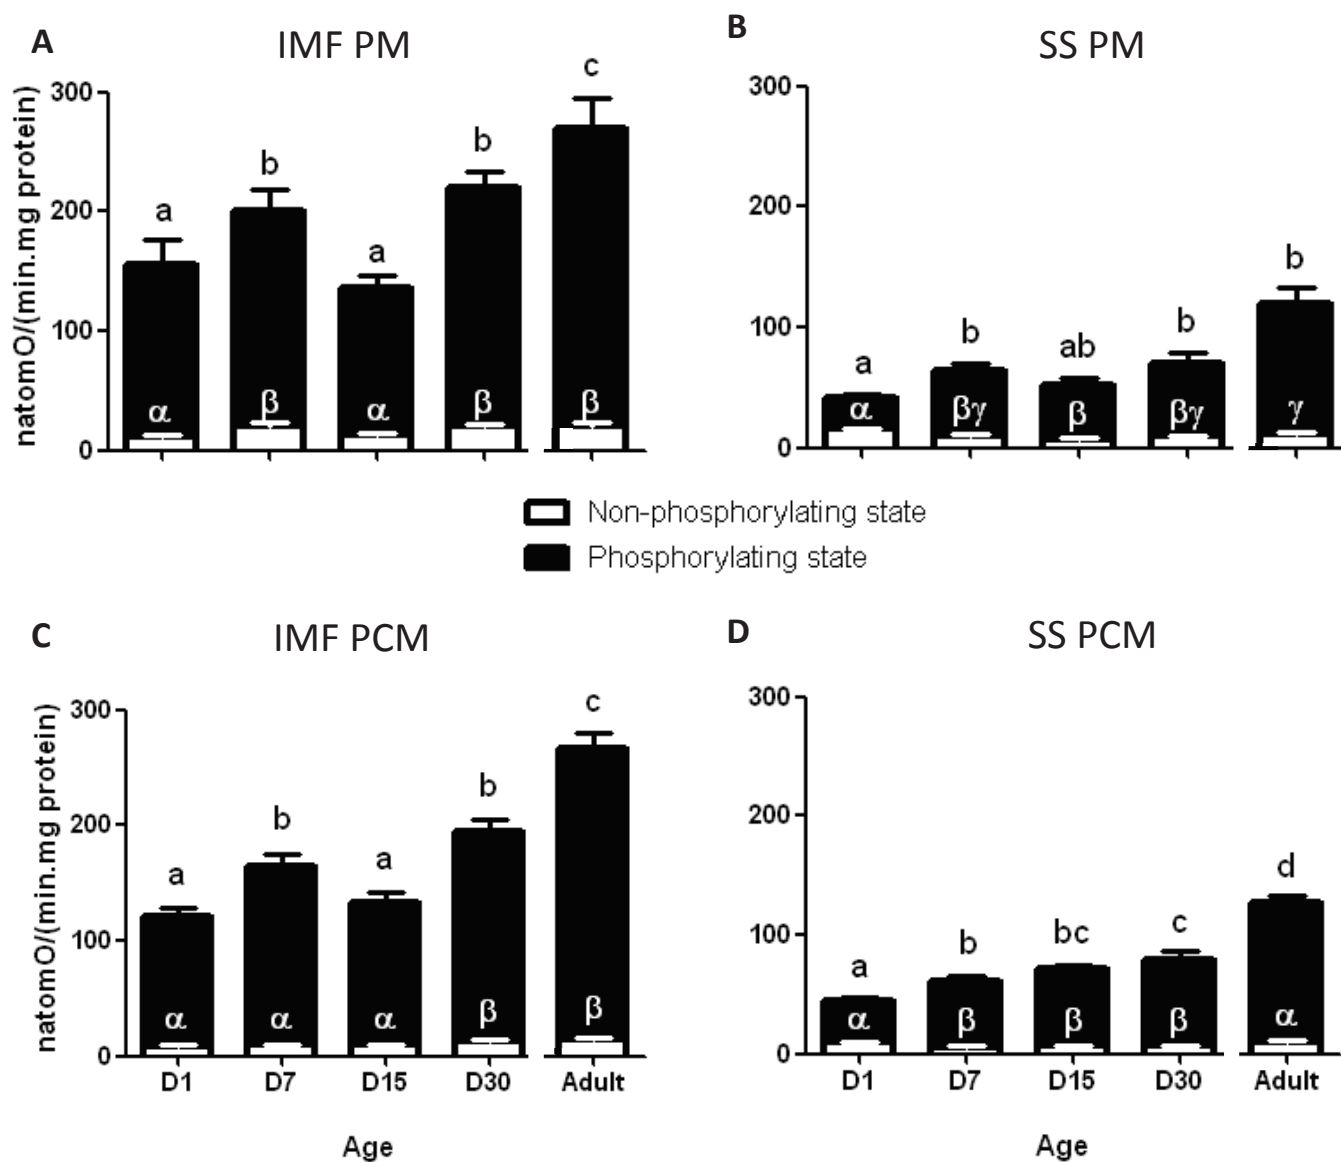 A
IMF PM
B
SS PM
natomO/(min.mg protein)
300
200
100
0
a
b
a
b
c
α
β
α
β
β
300
200
100
0
a
b
ab
b
b
α
βγ
β
βγ
γ
Non-phosphorylating state
Phosphorylating state
C
IMF PCM
D
SS PCM
natomO/(min.mg protein)
300
200
100
0
a
b
a
b
c
α
α
α
β
β
D1 D7 D15 D30 Adult
Age
300
200
100
0
a
b
bc
c
d
α
β
β
β
α
D1 D7 D15 D30 Adult
Age